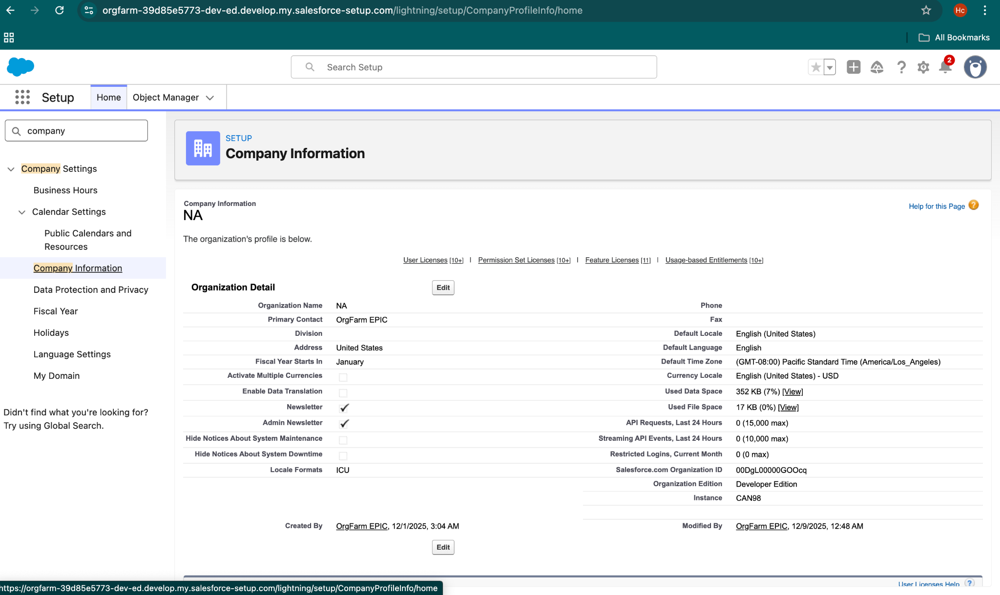 orgfarm-39d85e5773-dev-ed.develop.my.salesforce-setup.com/lightning/setup/CompanyProfileInfo/home
Hc
All Bookmarks
Search Setup
2
Setup
Home
Object Manager
company
Company Settings
Business Hours
Calendar Settings
Public Calendars and
Resources
Company Information
Data Protection and Privacy
Fiscal Year
Holidays
Language Settings
My Domain
Didn't find what you're looking for?
Try using Global Search.
SETUP
Company Information
Company Information
NA
Help for this Page ?
The organization's profile is below.
User Licenses [10+] | Permission Set Licenses [10+] | Feature Licenses [11] | Usage-based Entitlements [10+]
Organization Detail
Edit
Organization Name NA
Phone
Primary Contact OrgFarm EPIC
Fax
Division
Default Locale English (United States)
Address United States
Default Language English
Fiscal Year Starts In January
Default Time Zone (GMT-08:00) Pacific Standard Time (America/Los_Angeles)
Activate Multiple Currencies
Currency Locale English (United States) - USD
Enable Data Translation
Used Data Space 352 KB (7%) [View]
Newsletter
Used File Space 17 KB (0%) [View]
Admin Newsletter
API Requests, Last 24 Hours 0 (15,000 max)
Hide Notices About System Maintenance
Streaming API Events, Last 24 Hours 0 (10,000 max)
Hide Notices About System Downtime
Restricted Logins, Current Month 0 (0 max)
Locale Formats ICU
Salesforce.com Organization ID 00DgL00000GOOcq
Organization Edition Developer Edition
Instance CAN98
Created By OrgFarm EPIC, 12/1/2025, 3:04 AM
Modified By OrgFarm EPIC, 12/9/2025, 12:48 AM
Edit
User Licenses Help ?
https://orgfarm-39d85e5773-dev-ed.develop.my.salesforce-setup.com/lightning/setup/CompanyProfileInfo/home